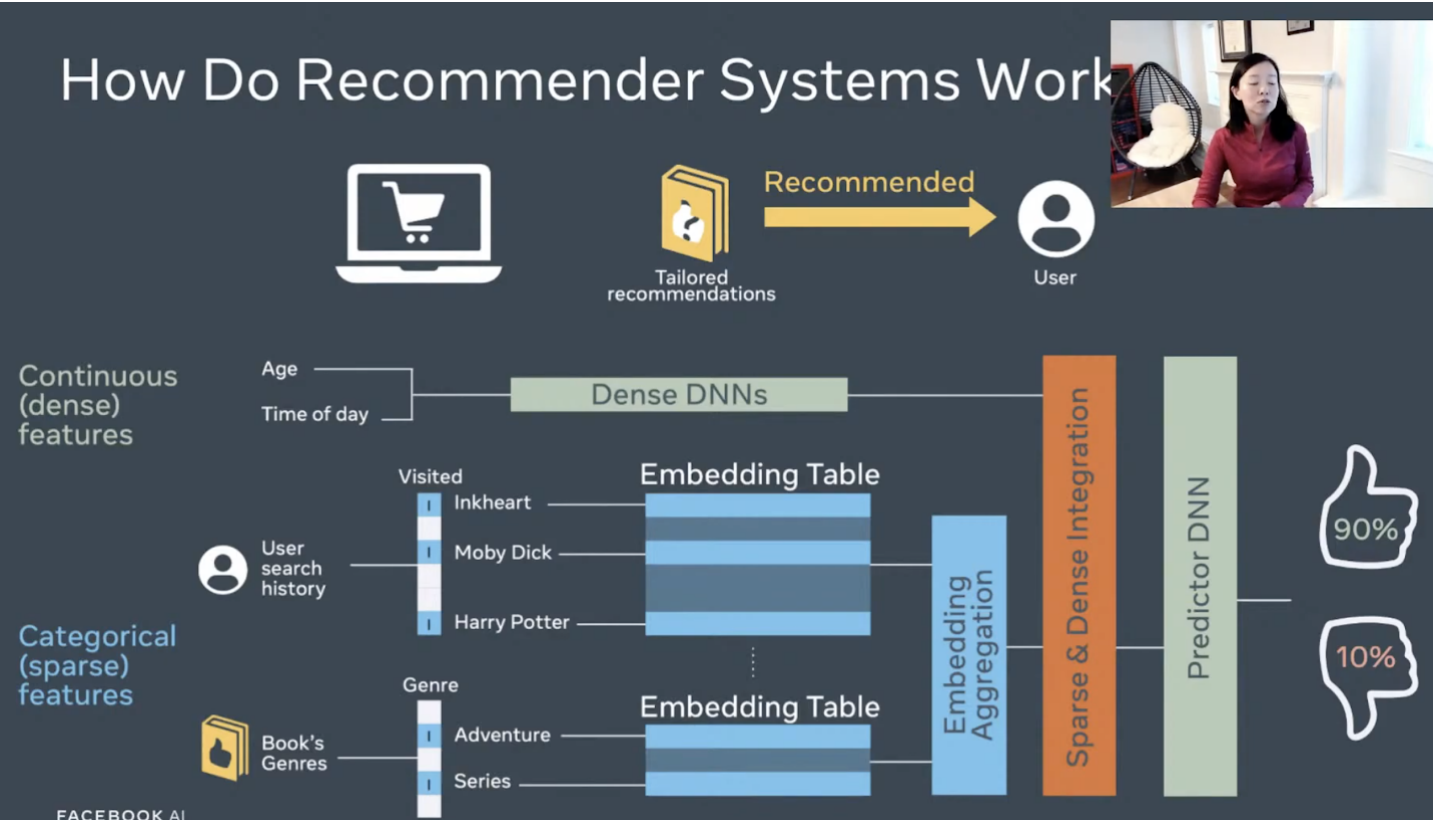 How Do Recommender Systems Work
Recommended
Tailored
recommendations
User
Continuous
(dense)
features
Age
Time of day
Dense DNNs
Visited
Embedding Table
Inkheart
User
search
history
I
I
I
Moby Dick
Harry Potter
Categorical
(sparse)
features
Genre
Embedding Table
Book's
Genres
I
I
Adventure
Series
Embedding
Aggregation
Sparse & Dense Integration
Predictor DNN
90%
10%
FACEBOOK AI